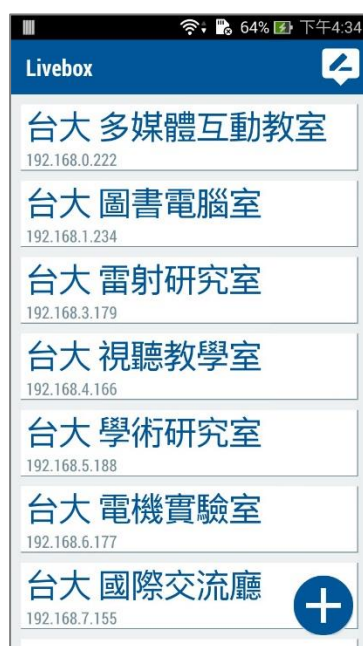 64% 下午4:34
Livebox
台大 多媒體互動教室
192.168.0.222
台大 圖書電腦室
192.168.1.234
台大 雷射研究室
192.168.3.179
台大 視聽教學室
192.168.4.166
台大 學術研究室
192.168.5.188
台大 電機實驗室
192.168.6.177
台大 國際交流廳
192.168.7.155